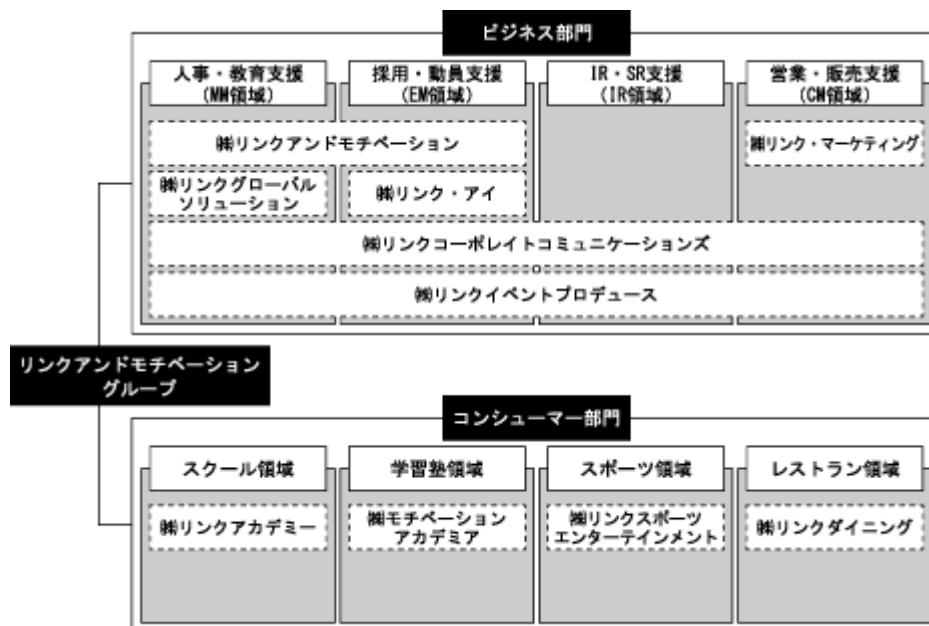 ビジネス部門
人事・教育支援
(MM領域)
採用・動員支援
(EM領域)
IR・SR支援
(IR領域)
営業・販売支援
(CM領域)
㈱リンクアンドモチベーション
㈱リンク・マーケティング
㈱リンクグローバル
ソリューション
㈱リンク・アイ
㈱リンクコーポレイトコミュニケーションズ
㈱リンクイベントプロデュース
リンクアンドモチベーション
グループ
コンシューマー部門
スクール領域
学習塾領域
スポーツ領域
レストラン領域
㈱リンクアカデミー
㈱モチベーション
アカデミア
㈱リンクスポーツ
エンターテインメント
㈱リンクダイニング